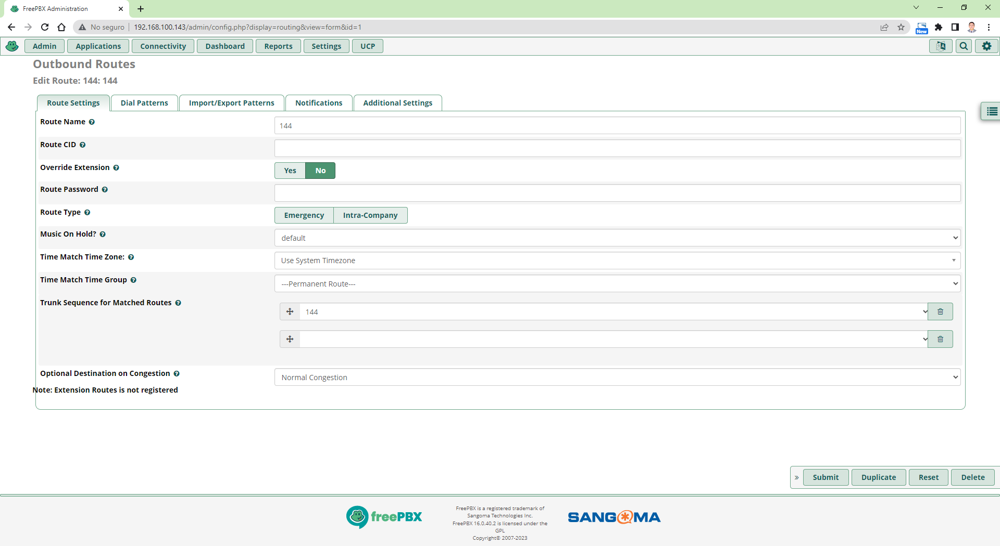 FreePBX Administration
No seguro
192.168.100.143/admin/config.php?display=routing&view=form&id=1
New
Admin
Applications
Connectivity
Dashboard
Reports
Settings
UCP
Outbound Routes
Edit Route: 144: 144
Route Settings
Dial Patterns
Import/Export Patterns
Notifications
Additional Settings
Route Name
144
Route CID
Override Extension
Yes
No
Route Password
Route Type
Emergency
Intra-Company
Music On Hold?
default
Time Match Time Zone:
Use System Timezone
Time Match Time Group
---Permanent Route---
Trunk Sequence for Matched Routes
144
Optional Destination on Congestion
Normal Congestion
Note: Extension Routes is not registered
» Submit
Duplicate
Reset
Delete
freePBX
FreePBX is a registered trademark of
Sangoma Technologies Inc.
FreePBX 16.0.40.2 is licensed under the
GPL
Copyright© 2007-2023
SANGOMA